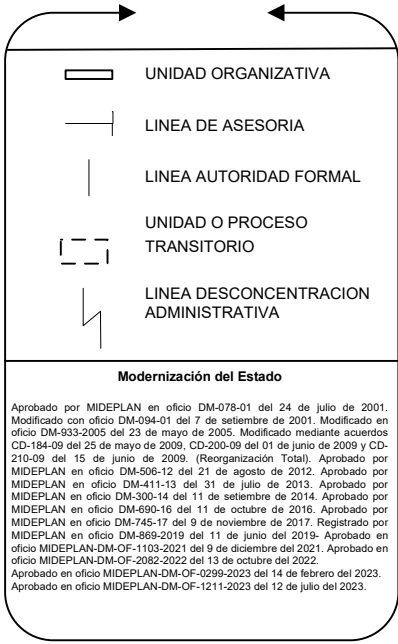 UNIDAD ORGANIZATIVA
LINEA DE ASESORIA
LINEA AUTORIDAD FORMAL
UNIDAD O PROCESO
TRANSITORIO
LINEA DESCONCENTRACION
ADMINISTRATIVA
Modernización del Estado
Aprobado por MIDEPLAN en oficio DM-078-01 del 24 de julio de 2001.
Modificado con oficio DM-094-01 del 7 de setiembre de 2001. Modificado en
oficio DM-933-2005 del 23 de mayo de 2005. Modificado mediante acuerdos
CD-184-09 del 25 de mayo de 2009, CD-200-09 del 01 de junio de 2009 y CD-
210-09 del 15 de junio de 2009. (Reorganización Total). Aprobado por
MIDEPLAN en oficio DM-506-12 del 21 de agosto de 2012. Aprobado por
MIDEPLAN en oficio DM-411-13 del 31 de julio de 2013. Aprobado por
MIDEPLAN en oficio DM-300-14 del 11 de setiembre de 2014. Aprobado por
MIDEPLAN en oficio DM-690-16 del 11 de octubre de 2016. Aprobado por
MIDEPLAN en oficio DM-745-17 del 9 de noviembre de 2017. Registrado por
MIDEPLAN en oficio DM-869-2019 del 11 de junio del 2019- Aprobado en
oficio MIDEPLAN-DM-OF-1103-2021 del 9 de diciembre del 2021. Aprobado en
oficio MIDEPLAN-DM-OF-2082-2022 del 13 de octubre del 2022.
Aprobado en oficio MIDEPLAN-DM-OF-0299-2023 del 14 de febrero del 2023.
Aprobado en oficio MIDEPLAN-DM-OF-1211-2023 del 12 de julio del 2023.